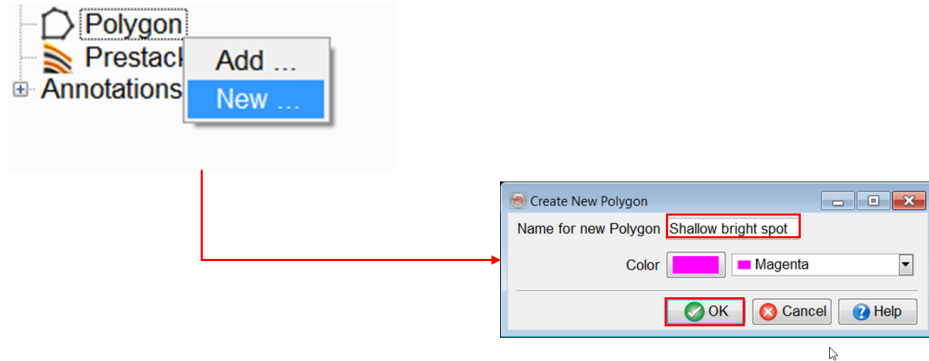 Polygon
Prestack
Add ...
Annotations
New ...
Create New Polygon
Name for new Polygon Shallow bright spot
Color Magenta
OK Cancel Help